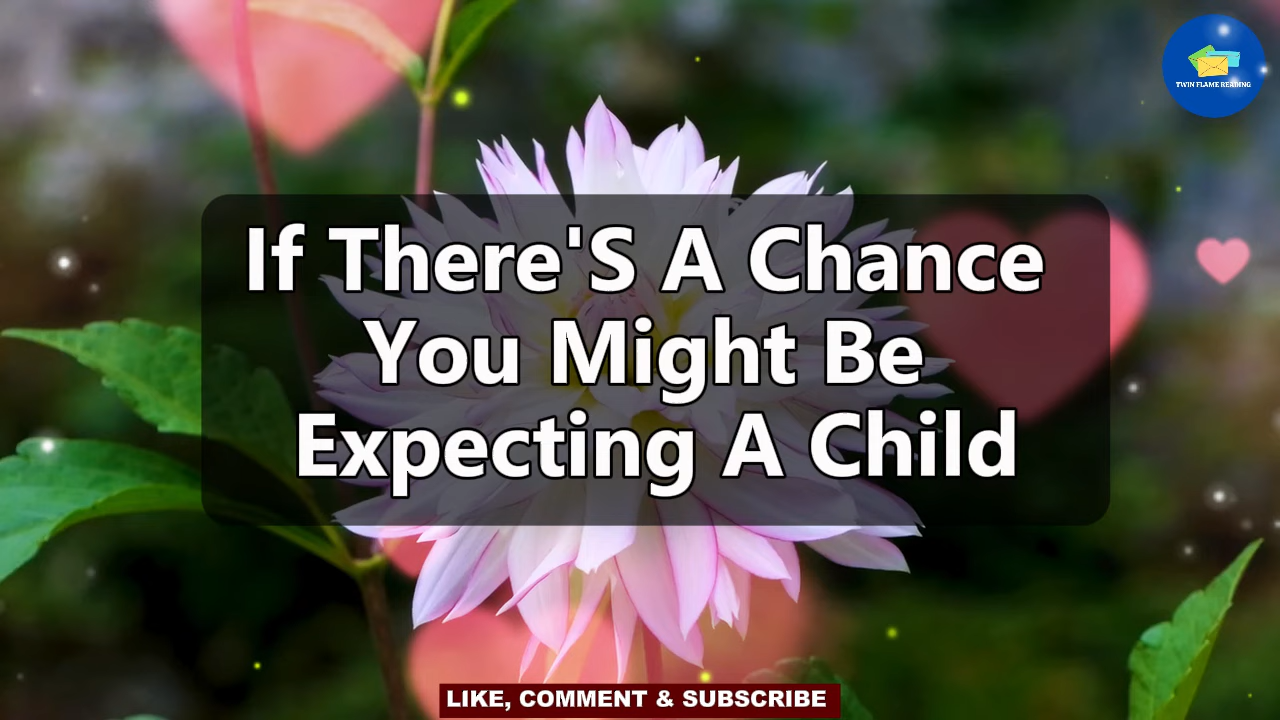 TWIN FLAME READING
If There'S A Chance
You Might Be
Expecting A Child
LIKE, COMMENT & SUBSCRIBE